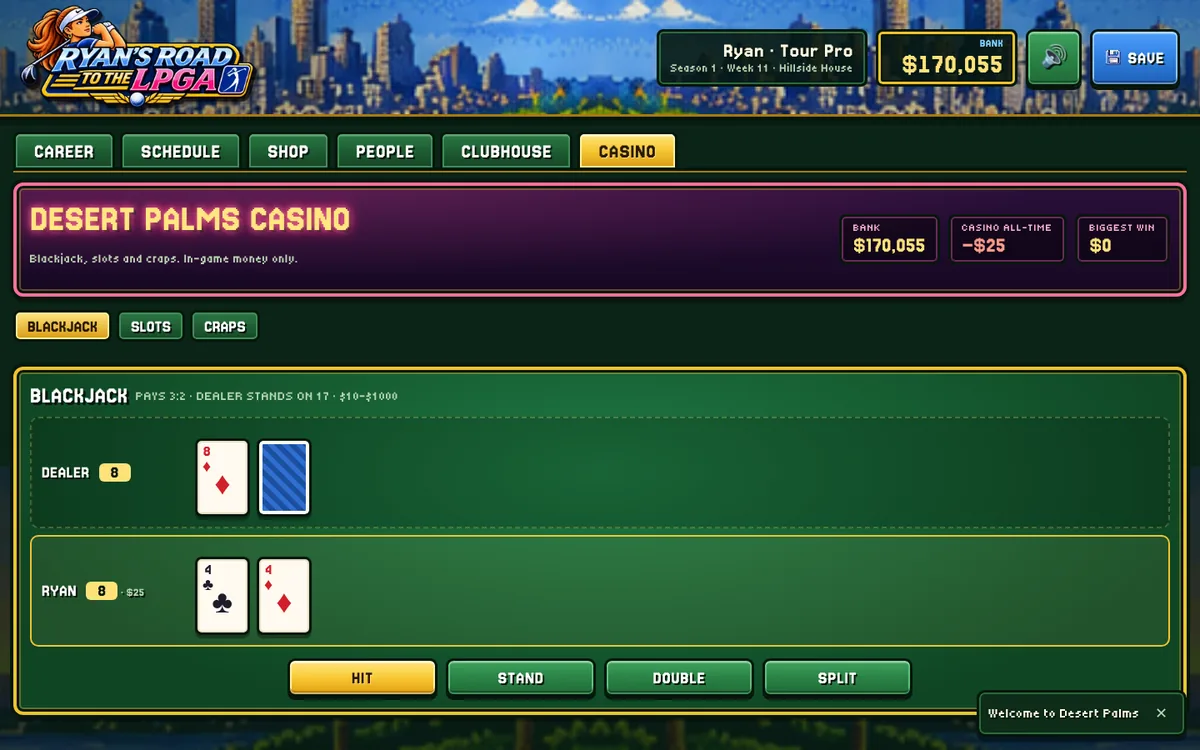 RYAN'S ROAD
TO THE LPGA
Ryan · Tour Pro
Season 1 · Week 11 · Hillside House
BANK
$170,055
SAVE
CAREER
SCHEDULE
SHOP
PEOPLE
CLUBHOUSE
CASINO
DESERT PALMS CASINO
Blackjack, slots and craps. In-game money only.
BANK
$170,055
CASINO ALL-TIME
−$25
BIGGEST WIN
$0
BLACKJACK
SLOTS
CRAPS
BLACKJACK PAYS 3:2 · DEALER STANDS ON 17 · $10–$1000
DEALER 8
8
RYAN 8 · $25
4
4
HIT
STAND
DOUBLE
SPLIT
Welcome to Desert Palms ×